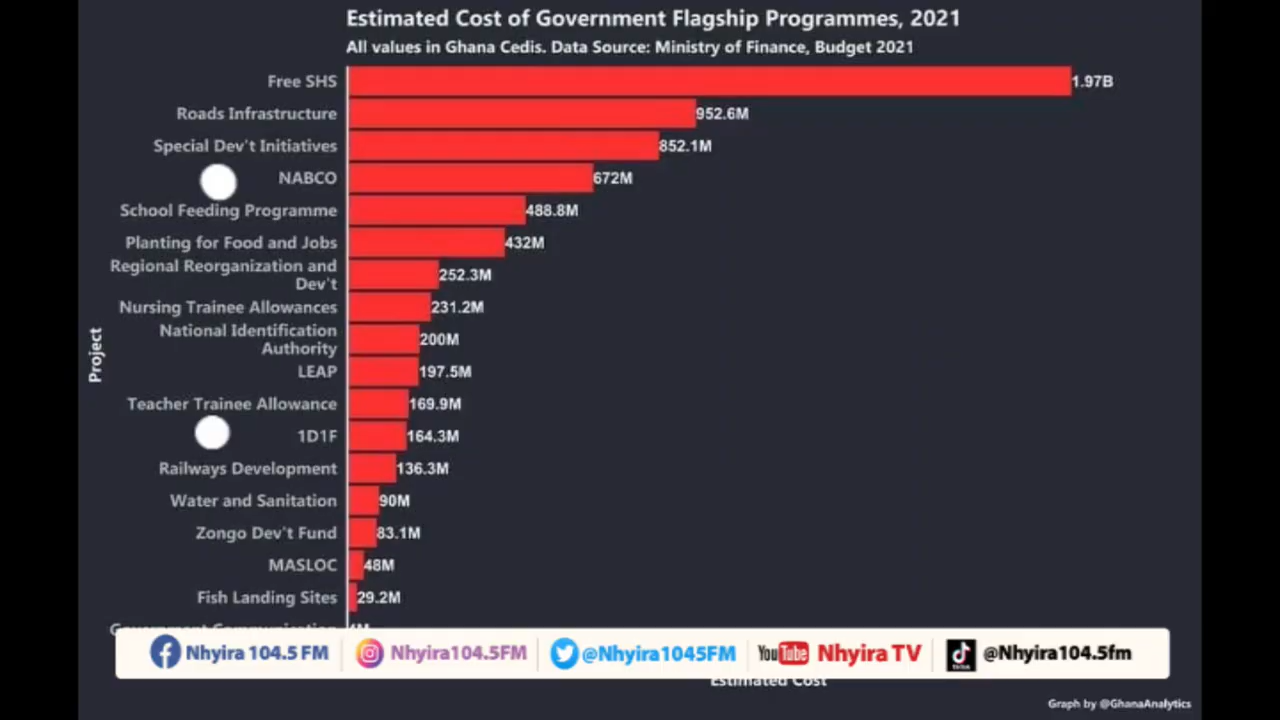 Estimated Cost of Government Flagship Programmes, 2021
All values in Ghana Cedis. Data Source: Ministry of Finance, Budget 2021
Free SHS 1.97B
Roads Infrastructure 952.6M
Special Dev't Initiatives 852.1M
NABCO 672M
School Feeding Programme 488.8M
Planting for Food and Jobs 432M
Regional Reorganization and
Dev't 252.3M
Nursing Trainee Allowances 231.2M
National Identification
Authority 200M
LEAP 197.5M
Teacher Trainee Allowance 169.9M
1D1F 164.3M
Railways Development 136.3M
Water and Sanitation 90M
Zongo Dev't Fund 83.1M
MASLOC 48M
Fish Landing Sites 29.2M
Government Communication 4M
Project
Nhyira 104.5 FM Nhyira104.5FM @Nhyira1045FM YouTube Nhyira TV TikTok @Nhyira104.5fm
Estimated Cost
Graph by @GhanaAnalytics